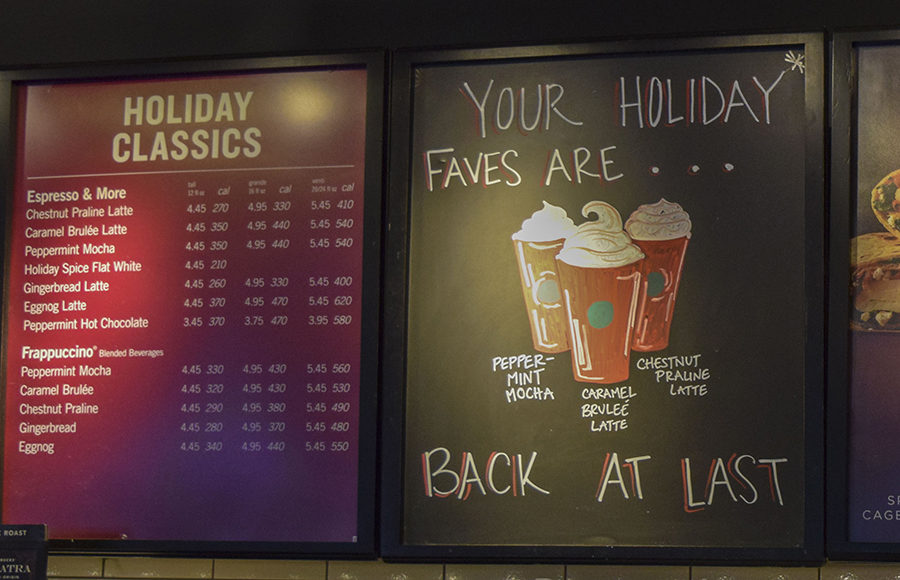 HOLIDAY
CLASSICS
tall grande venti
Espresso & More 12 fl oz cal 16 fl oz cal 20/24 fl oz cal
Chestnut Praline Latte 4.45 270 4.95 330 5.45 410
Caramel Brulée Latte 4.45 350 4.95 440 5.45 540
Peppermint Mocha 4.45 350 4.95 440 5.45 540
Holiday Spice Flat White 4.45 210
Gingerbread Latte 4.45 260 4.95 330 5.45 400
Eggnog Latte 4.45 370 4.95 470 5.45 620
Peppermint Hot Chocolate 3.45 370 3.75 470 3.95 580
Frappuccino® Blended Beverages
Peppermint Mocha 4.45 330 4.95 430 5.45 560
Caramel Brulée 4.45 320 4.95 430 5.45 530
Chestnut Praline 4.45 290 4.95 380 5.45 490
Gingerbread 4.45 280 4.95 370 5.45 480
Eggnog 4.45 340 4.95 440 5.45 550
YOUR HOLIDAY
FAVES ARE . . .
PEPPER-
MINT
MOCHA
CARAMEL
BRULEÉ
LATTE
CHESTNUT
PRALINE
LATTE
BACK AT LAST
ROAST
CAGE